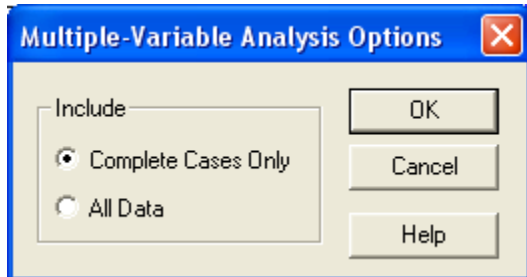 Multiple-Variable Analysis Options
Include
Complete Cases Only
All Data
OK
Cancel
Help